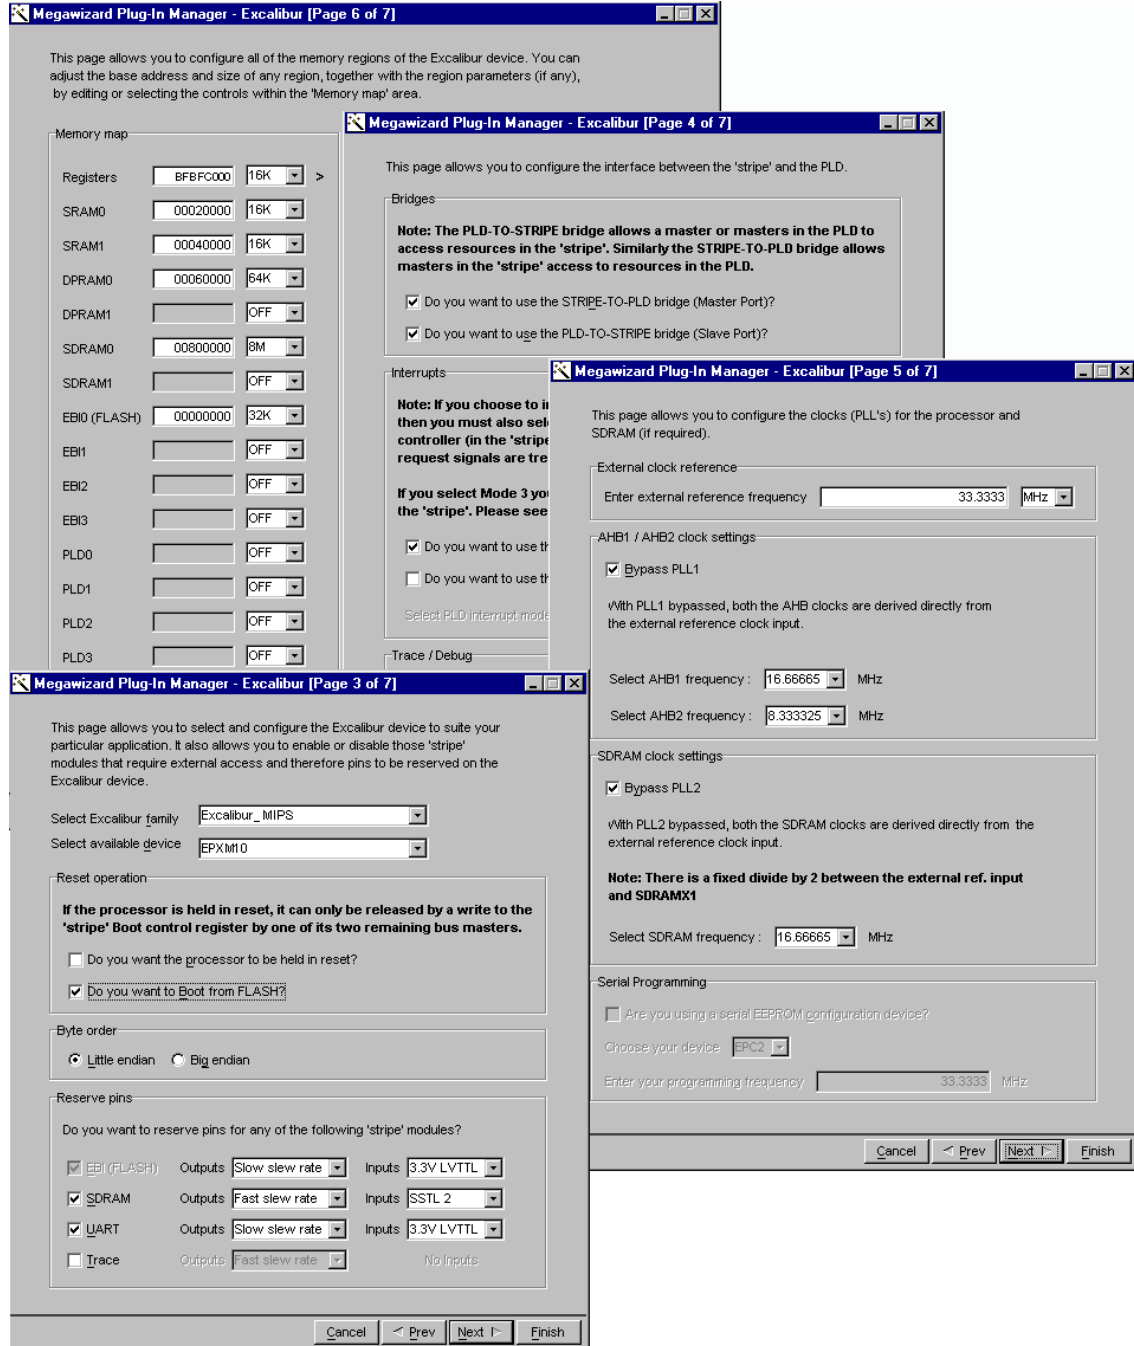 Megawizard Plug-In Manager - Excalibur [Page 6 of 7]
This page allows you to configure all of the memory regions of the Excalibur device. You can
adjust the base address and size of any region, together with the region parameters (if any),
by editing or selecting the controls within the 'Memory map' area.
Memory map
Registers BFBFC000 16K >
SRAM0 00020000 16K
SRAM1 00040000 16K
DPRAM0 00060000 64K
DPRAM1 OFF
SDRAM0 00800000 8M
SDRAM1 OFF
EBI0 (FLASH) 00000000 32K
EBI1 OFF
EBI2 OFF
EBI3 OFF
PLD0 OFF
PLD1 OFF
PLD2 OFF
PLD3 OFF
Megawizard Plug-In Manager - Excalibur [Page 4 of 7]
This page allows you to configure the interface between the 'stripe' and the PLD.
Bridges
Note: The PLD-TO-STRIPE bridge allows a master or masters in the PLD to
access resources in the 'stripe'. Similarly the STRIPE-TO-PLD bridge allows
masters in the 'stripe' access to resources in the PLD.
Do you want to use the STRIPE-TO-PLD bridge (Master Port)?
Do you want to use the PLD-TO-STRIPE bridge (Slave Port)?
Interrupts
Note: If you choose to
then you must also
controller (in the 'stripe
request signals are
If you select Mode 3
the 'stripe'. Please see
Do you want to use
Do you want to use
Select PLD interrupt mode
Trace / Debug
Megawizard Plug-In Manager - Excalibur [Page 5 of 7]
This page allows you to configure the clocks (PLL's) for the processor and
SDRAM (if required).
External clock reference
Enter external reference frequency 33.3333 MHz
AHB1 / AHB2 clock settings
Bypass PLL1
With PLL1 bypassed, both the AHB clocks are derived directly from
the external reference clock input.
Select AHB1 frequency : 16.66665 MHz
Select AHB2 frequency : 8.333325 MHz
SDRAM clock settings
Bypass PLL2
With PLL2 bypassed, both the SDRAM clocks are derived directly from the
external reference clock input.
Note: There is a fixed divide by 2 between the external ref. input
and SDRAMX1
Select SDRAM frequency : 16.66665 MHz
Serial Programming
Are you using a serial EEPROM configuration device?
Choose your device EPC2
Enter your programming frequency 33.3333 MHz
Cancel < Prev Next > Finish
Megawizard Plug-In Manager - Excalibur [Page 3 of 7]
This page allows you to select and configure the Excalibur device to suite your
particular application. It also allows you to enable or disable those 'stripe'
modules that require external access and therefore pins to be reserved on the
Excalibur device.
Select Excalibur family Excalibur_MIPS
Select available device EPXM10
Reset operation
If the processor is held in reset, it can only be released by a write to the
'stripe' Boot control register by one of its two remaining bus masters.
Do you want the processor to be held in reset?
Do you want to Boot from FLASH?
Byte order
Little endian Big endian
Reserve pins
Do you want to reserve pins for any of the following 'stripe' modules?
EBI (FLASH) Outputs Slow slew rate Inputs 3.3V LVTTL
SDRAM Outputs Fast slew rate Inputs SSTL 2
UART Outputs Slow slew rate Inputs 3.3V LVTTL
Trace Outputs Fast slew rate No Inputs
Cancel < Prev Next > Finish